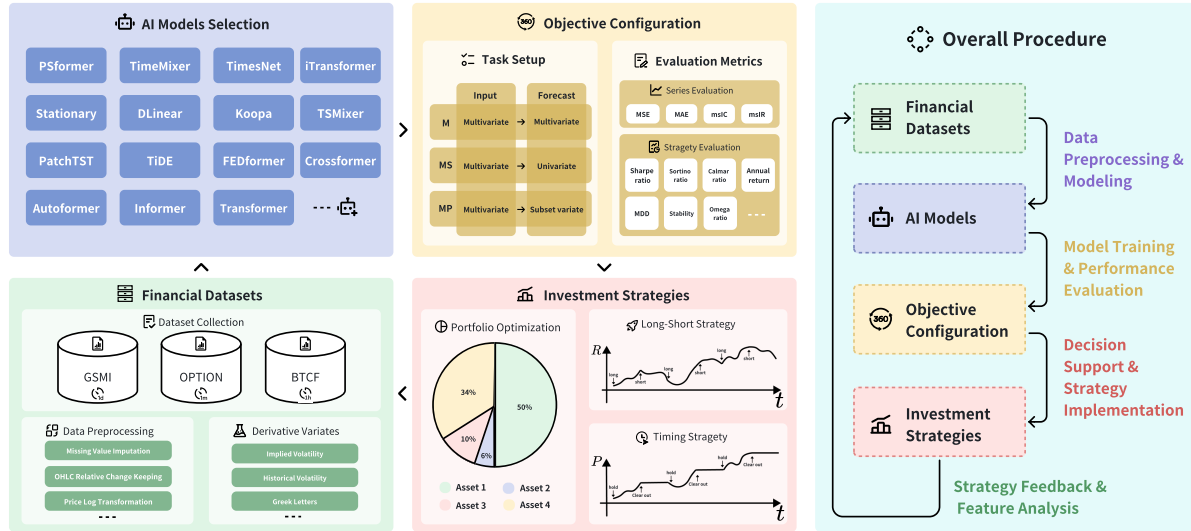 AI Models Selection
PSformer
TimeMixer
TimesNet
iTransformer
Stationary
DLinear
Koopa
TSMixer
PatchTST
TiDE
FEDformer
Crossformer
Autoformer
Informer
Transformer
360
Objective Configuration
Task Setup
Input
Forecast
M
Multivariate
Multivariate
MS
Multivariate
Univariate
MP
Multivariate
Subset variate
Evaluation Metrics
Series Evaluation
MSE
MAE
msIC
msIR
Stragety Evaluation
Sharpe
ratio
Sortino
ratio
Calmar
ratio
Annual
return
MDD
Stability
Omega
ratio
Financial Datasets
Dataset Collection
GSMI
1d
OPTION
1m
BTCF
1h
Data Preprocessing
Missing Value Imputation
OHLC Relative Change Keeping
Price Log Transformation
Derivative Variates
Implied Volatility
Historical Volatility
Greek Letters
Investment Strategies
Portfolio Optimization
34%
50%
10%
6%
Asset 1
Asset 2
Asset 3
Asset 4
Long-Short Strategy
R
long
short
long
short
long
short
t
Timing Stragety
P
hold
Clear out
hold
Clear out
hold
Clear out
t
Overall Procedure
Financial
Datasets
Data
Preprocessing &
Modeling
AI Models
Model Training
& Performance
Evaluation
360
Objective
Configuration
Decision
Support &
Strategy
Implementation
Investment
Strategies
Strategy Feedback &
Feature Analysis